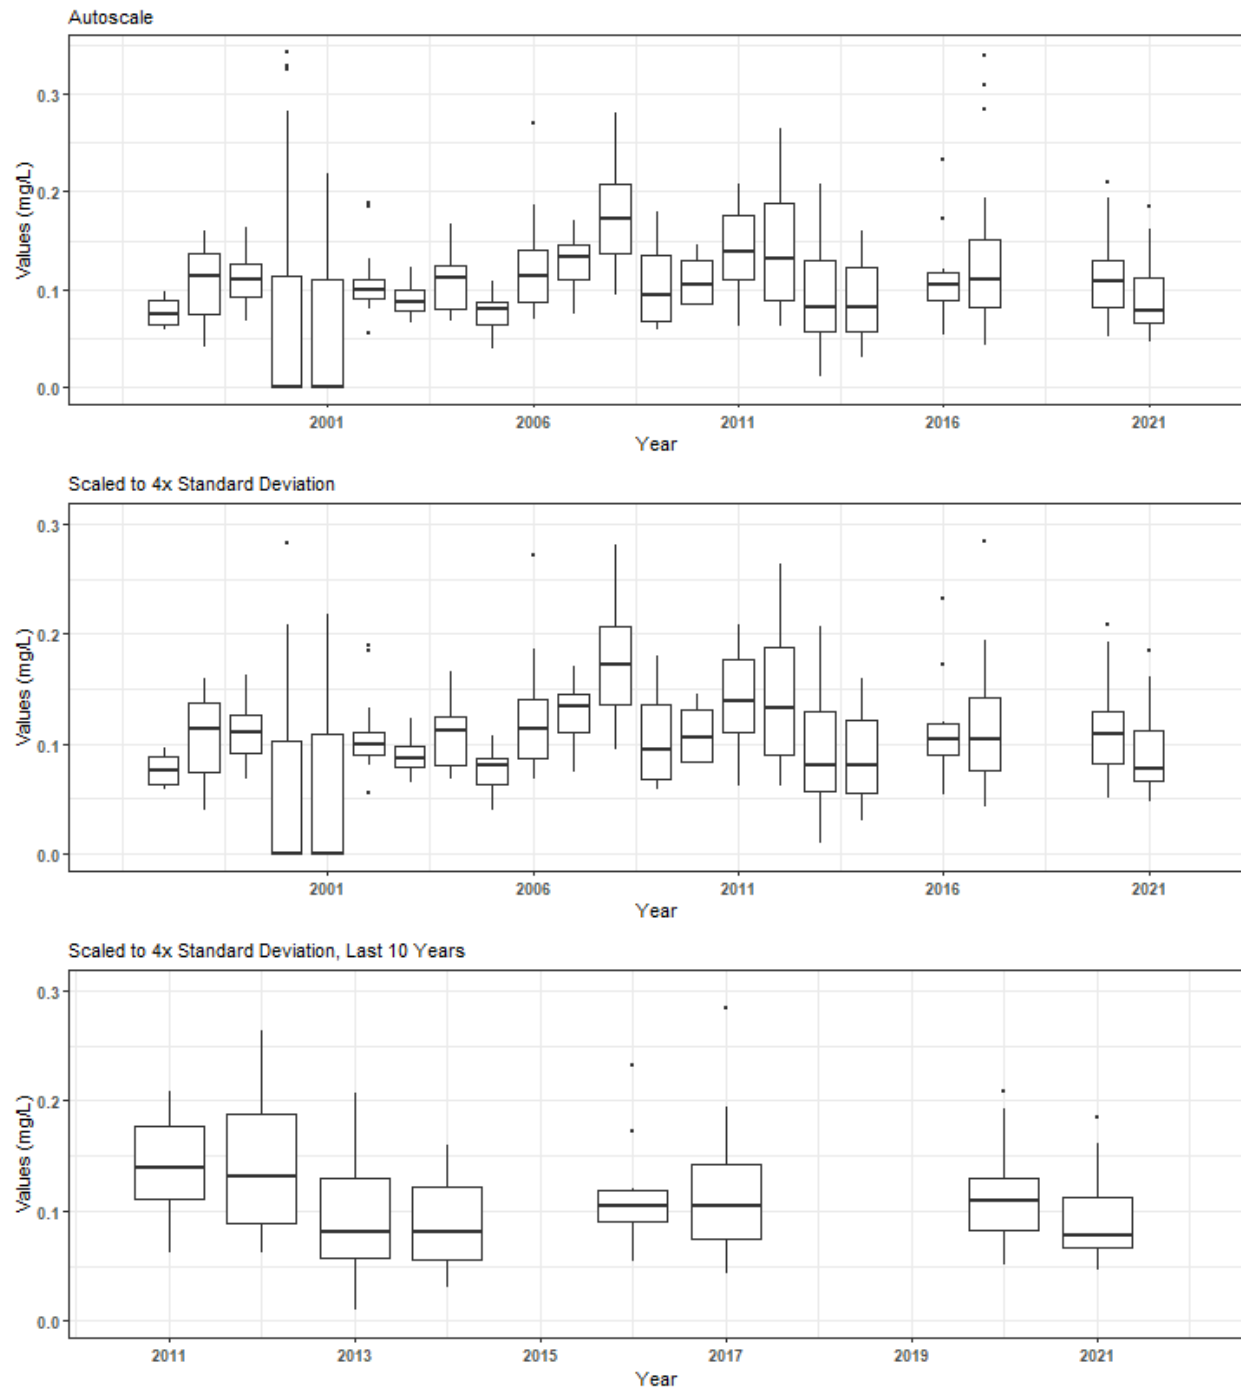 Autoscale
Values (mg/L)
0.3
0.2
0.1
0.0
2001 2006 2011 2016 2021
Year
Scaled to 4x Standard Deviation
Values (mg/L)
0.3
0.2
0.1
0.0
2001 2006 2011 2016 2021
Year
Scaled to 4x Standard Deviation, Last 10 Years
Values (mg/L)
0.3
0.2
0.1
0.0
2011 2013 2015 2017 2019 2021
Year